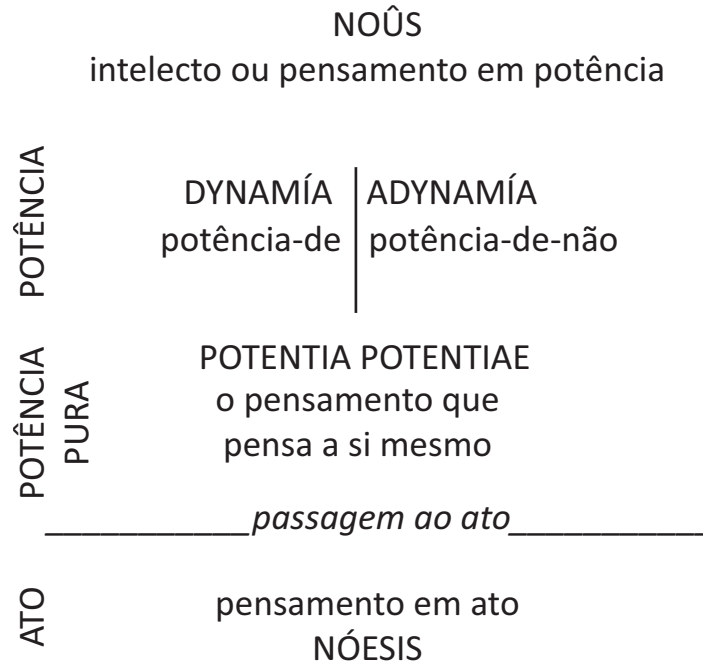 NOÛS
intelecto ou pensamento em potência
POTÊNCIA
DYNAMÍA ADYNAMÍA
potência-de potência-de-não
POTÊNCIA
PURA
POTENTIA POTENTIAE
o pensamento que
pensa a si mesmo
passagem ao ato
ATO
pensamento em ato
NÓESIS